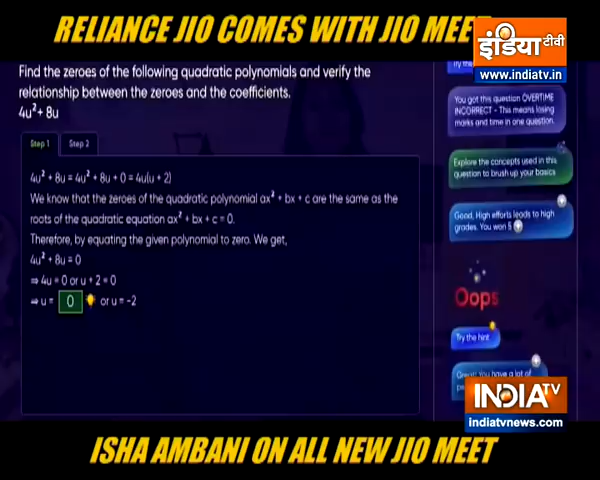 RELIANCE JIO COMES WITH JIO MEET
इंडिया टीवी
www.indiatv.in
Find the zeroes of the following quadratic polynomials and verify the
relationship between the zeroes and the coefficients.
4u² + 8u
Step 1 Step 2
4u² + 8u = 4u² + 8u + 0 = 4u(u + 2)
We know that the zeroes of the quadratic polynomial ax² + bx + c are the same as the
roots of the quadratic equation ax² + bx + c = 0.
Therefore, by equating the given polynomial to zero. We get,
4u² + 8u = 0
⇒ 4u = 0 or u + 2 = 0
⇒ u = 0 or u = -2
Try the
You got this question OVERTIME
INCORRECT - This means losing
marks and time in one question.
Explore the concepts used in this
question to brush up your basics
Good, High efforts leads to high
grades. You won 5
Oops
Try the hint
Great! You have a lot of
INDIA TV
indiatvnews.com
ISHA AMBANI ON ALL NEW JIO MEET